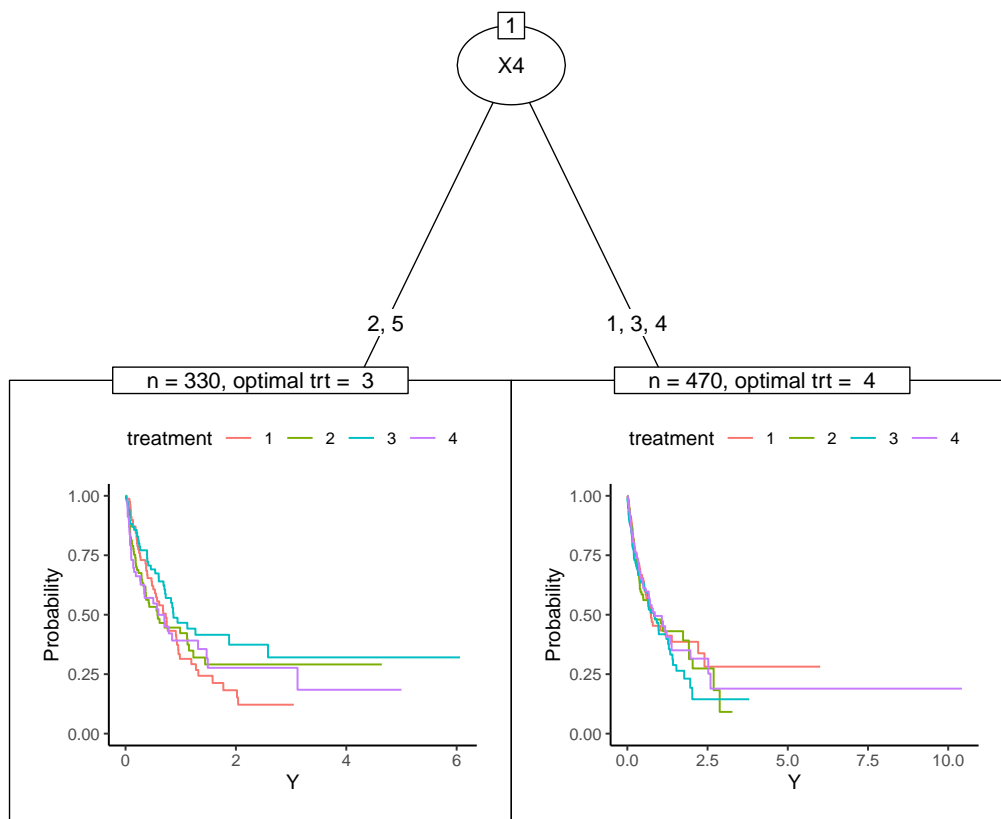 1
X4
2, 5
1, 3, 4
n = 330, optimal trt = 3
n = 470, optimal trt = 4
treatment 1 2 3 4
1.00
0.75
0.50
0.25
0.00
Probability
0 2 4 6
Y
treatment 1 2 3 4
1.00
0.75
0.50
0.25
0.00
Probability
0.0 2.5 5.0 7.5 10.0
Y